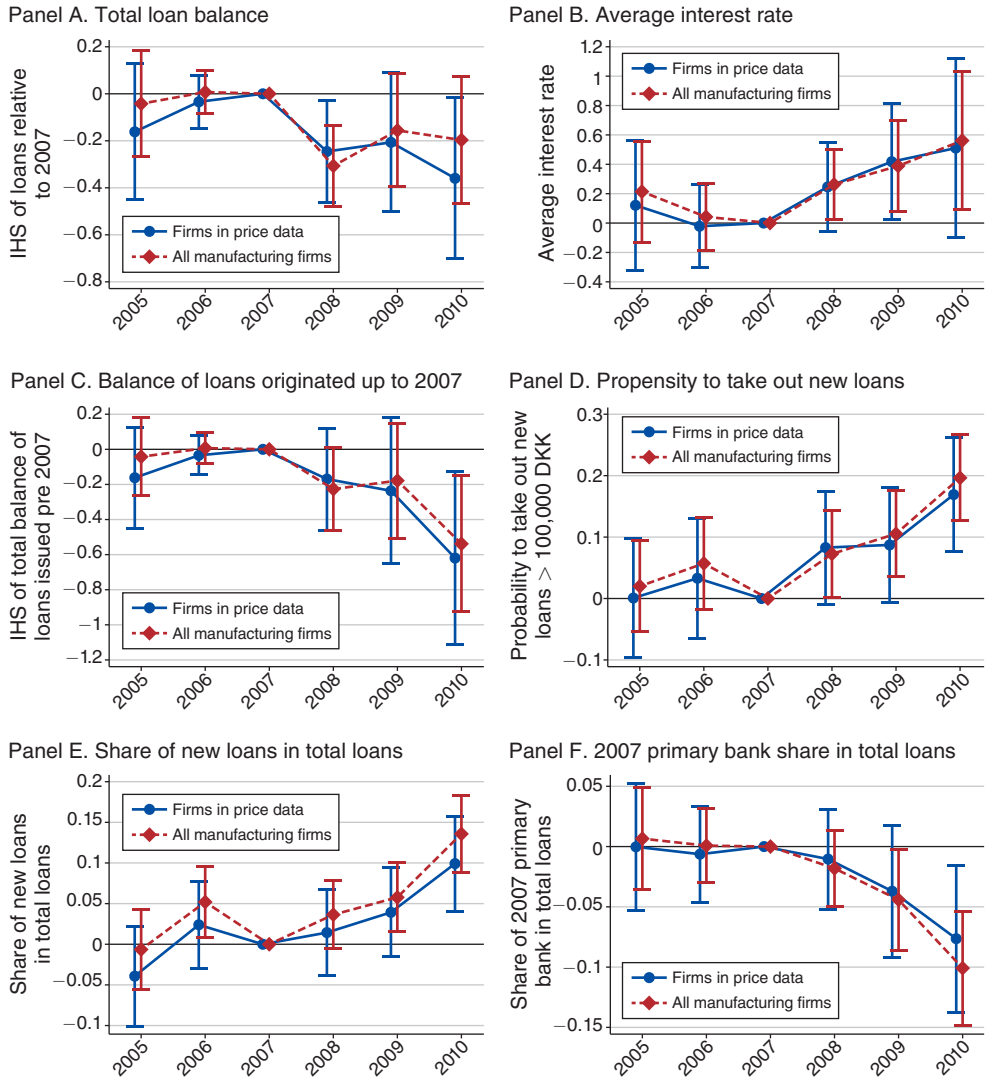 Panel A. Total loan balance
IHS of loans relative
to 2007
0.2
0
−0.2
−0.4
−0.6
−0.8
Firms in price data
All manufacturing firms
2005
2006
2007
2008
2009
2010
Panel B. Average interest rate
Average interest rate
1.2
1
0.8
0.6
0.4
0.2
0
−0.2
−0.4
Firms in price data
All manufacturing firms
2005
2006
2007
2008
2009
2010
Panel C. Balance of loans originated up to 2007
IHS of total balance of
loans issued pre 2007
0.2
0
−0.2
−0.4
−0.6
−0.8
−1
−1.2
Firms in price data
All manufacturing firms
2005
2006
2007
2008
2009
2010
Panel D. Propensity to take out new loans
Probability to take out new
loans > 100,000 DKK
0.3
0.2
0.1
0
−0.1
Firms in price data
All manufacturing firms
2005
2006
2007
2008
2009
2010
Panel E. Share of new loans in total loans
Share of new loans
in total loans
0.2
0.15
0.1
0.05
0
−0.05
−0.1
Firms in price data
All manufacturing firms
2005
2006
2007
2008
2009
2010
Panel F. 2007 primary bank share in total loans
Share of 2007 primary
bank in total loans
0.05
0
−0.05
−0.1
−0.15
Firms in price data
All manufacturing firms
2005
2006
2007
2008
2009
2010